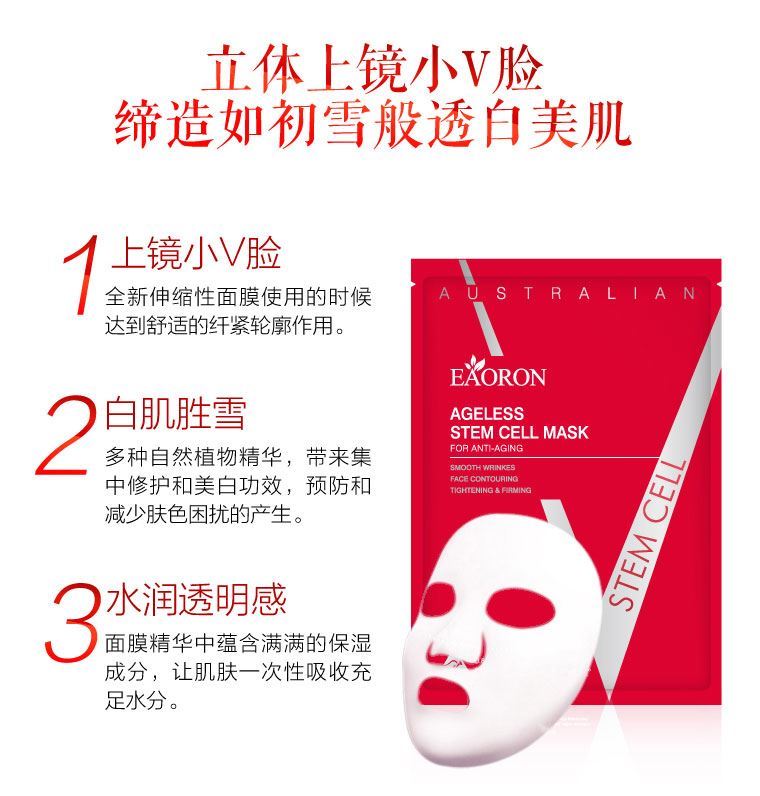 立体上镜小V脸
缔造如初雪般透白美肌
1
上镜小V脸
全新伸缩性面膜使用的时候
达到舒适的纤紧轮廓作用。
2
白肌胜雪
多种自然植物精华，带来集
中修护和美白功效，预防和
减少肤色困扰的产生。
3
水润透明感
面膜精华中蕴含满满的保湿
成分，让肌肤一次性吸收充
足水分。
AUSTRALIAN
EAORON
AGELESS
STEM CELL MASK
FOR ANTI-AGING
SMOOTH WRINKES
FACE CONTOURING
TIGHTENING & FIRMING
STEM CELL